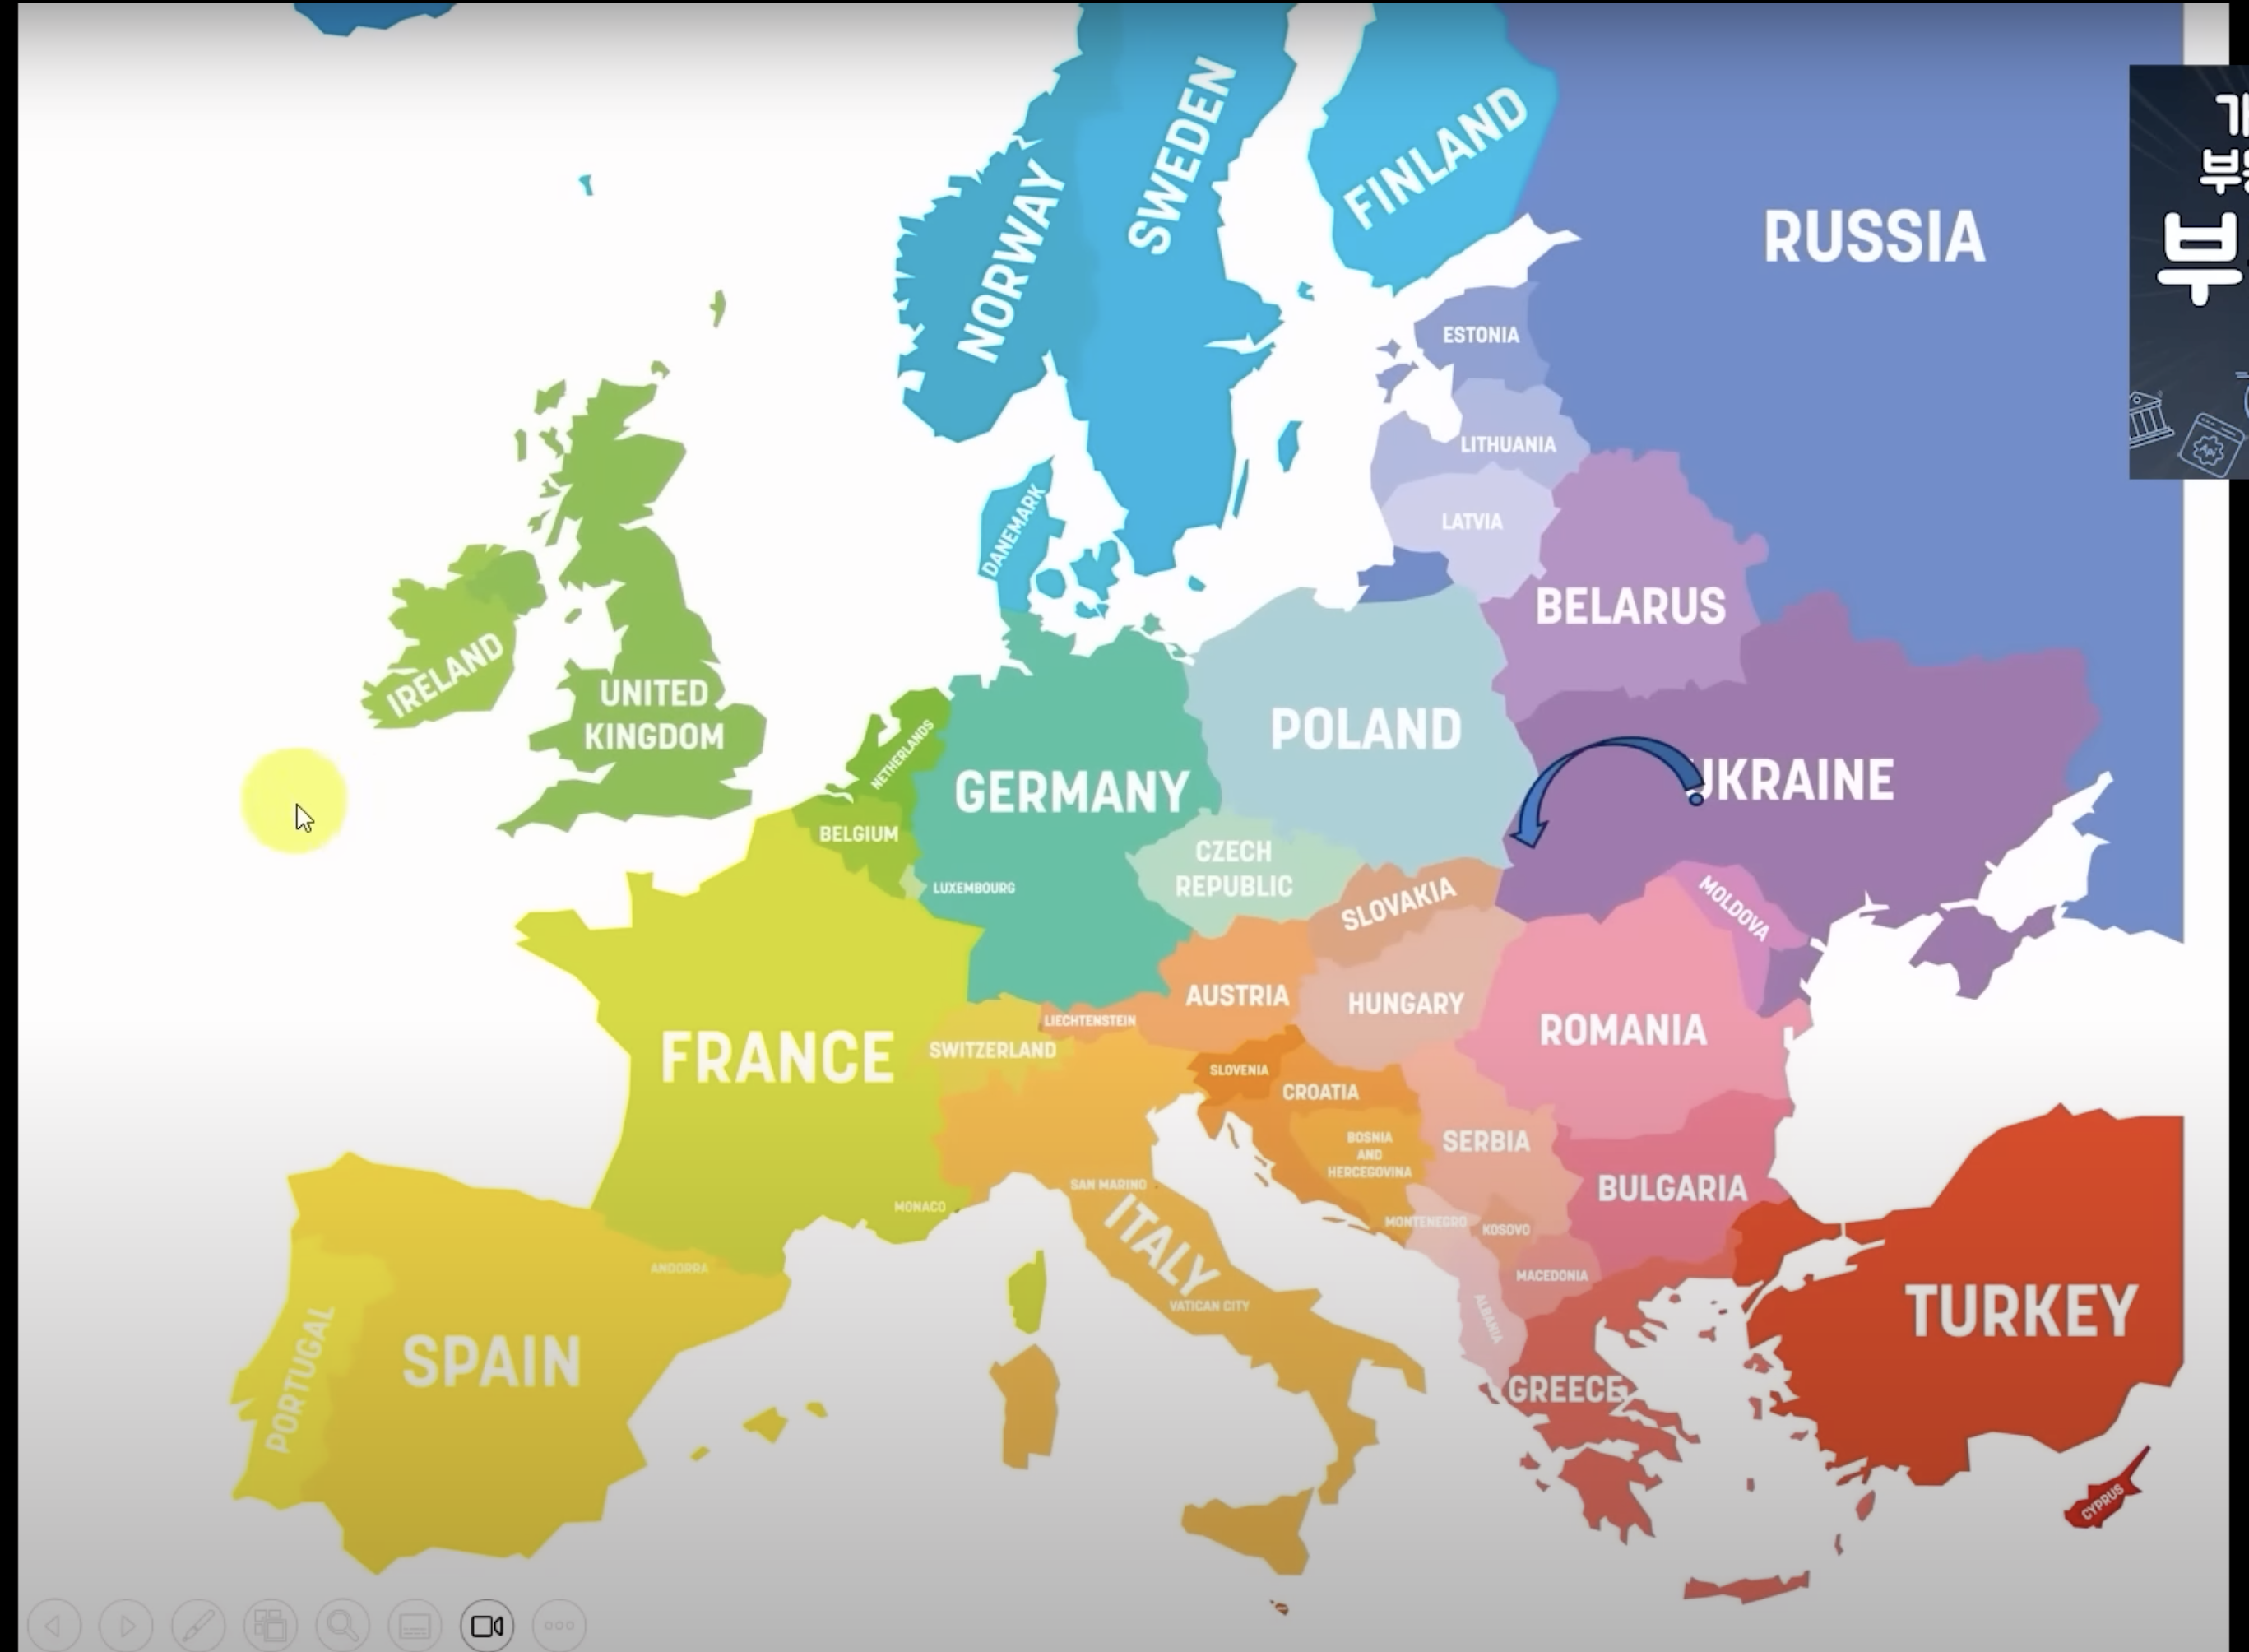 SWEDEN
FINLAND
NORWAY
RUSSIA
ESTONIA
LITHUANIA
LATVIA
DANEMARK
BELARUS
IRELAND
UNITED
KINGDOM
NETHERLANDS
POLAND
GERMANY
UKRAINE
BELGIUM
CZECH
REPUBLIC
LUXEMBOURG
SLOVAKIA
MOLDOVA
AUSTRIA
HUNGARY
LIECHTENSTEIN
ROMANIA
FRANCE
SWITZERLAND
SLOVENIA
CROATIA
BOSNIA
AND
HERCEGOVINA
SERBIA
SAN MARINO
BULGARIA
MONACO
MONTENEGRO
KOSOVO
ITALY
ANDORRA
MACEDONIA
VATICAN CITY
ALBANIA
TURKEY
PORTUGAL
SPAIN
GREECE
CYPRUS
부
Api